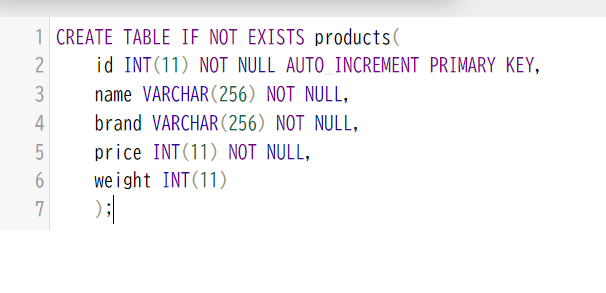 1 CREATE TABLE IF NOT EXISTS products(
2 id INT(11) NOT NULL AUTO_INCREMENT PRIMARY KEY,
3 name VARCHAR(256) NOT NULL,
4 brand VARCHAR(256) NOT NULL,
5 price INT(11) NOT NULL,
6 weight INT(11)
7 );